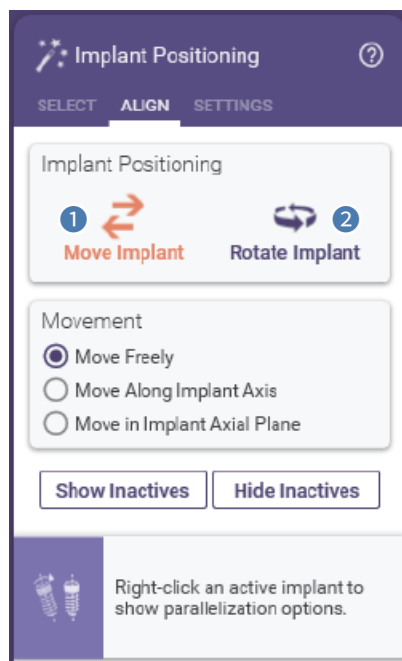 Implant Positioning
SELECT ALIGN SETTINGS
Implant Positioning
1 2
Move Implant Rotate Implant
Movement
Move Freely
Move Along Implant Axis
Move in Implant Axial Plane
Show Inactives Hide Inactives
Right-click an active implant to
show parallelization options.